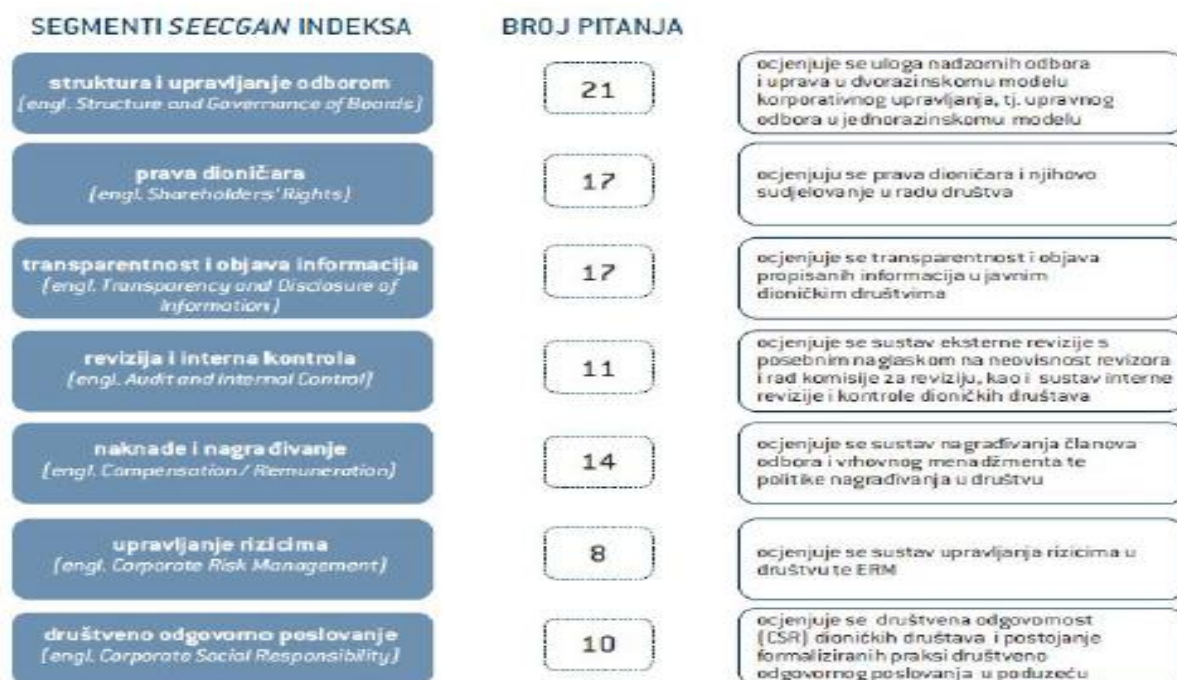 SEGMENTI SEECGAN INDEKSA
BROJ PITANJA
struktura i upravljanje odborom
(engl. Structure and Governance of Boards)
21
ocjenjuje se uloga nadzornih odbora
i uprava u dvorazinskomu modelu
korporativnog upravljanja, tj. upravnog
odbora u jednorazinskomu modelu
prava dioničara
(engl. Shareholders' Rights)
17
ocjenjuju se prava dioničara i njihovo
sudjelovanje u radu društva
transparentnost i objava informacija
(engl. Transparency and Disclosure of
Information)
17
ocjenjuje se transparentnost i objava
propisanih informacija u javnim
dioničkim društvima
revizija i interna kontrola
(engl. Audit and Internal Control)
11
ocjenjuje se sustav eksterne revizije s
posebnim naglaskom na neovisnost revizora
i rad komisije za reviziju, kao i sustav interne
revizije i kontrole dioničkih društava
naknade i nagrađivanje
(engl. Compensation / Remuneration)
14
ocjenjuje se sustav nagrađivanja članova
odbora i vrhovnog menadžmenta te
politike nagrađivanja u društvu
upravljanje rizicima
(engl. Corporate Risk Management)
8
ocjenjuje se sustav upravljanja rizicima u
društvu te ERM
društveno odgovorno poslovanje
(engl. Corporate Social Responsibility)
10
ocjenjuje se društvena odgovornost
(CSR) dioničkih društava i postojanje
formaliziranih praksi društveno
odgovornog poslovanja u poduzeću